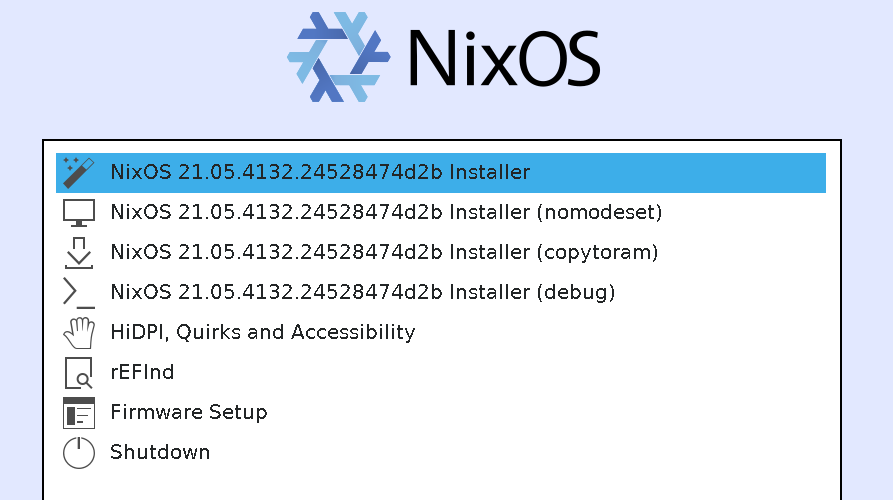 NixOS
NixOS 21.05.4132.24528474d2b Installer
NixOS 21.05.4132.24528474d2b Installer (nomodeset)
NixOS 21.05.4132.24528474d2b Installer (copytoram)
NixOS 21.05.4132.24528474d2b Installer (debug)
HiDPI, Quirks and Accessibility
rEFInd
Firmware Setup
Shutdown